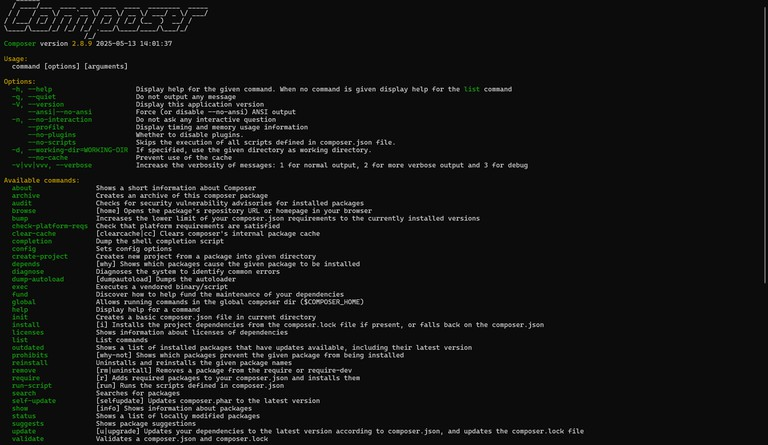 Composer version 2.8.9 2025-05-13 14:01:37
Usage:
command [options] [arguments]
Options:
-h, --help Display help for the given command. When no command is given display help for the list command
-q, --quiet Do not output any message
-V, --version Display this application version
--ansi|--no-ansi Force (or disable --no-ansi) ANSI output
-n, --no-interaction Do not ask any interactive question
--profile Display timing and memory usage information
--no-plugins Whether to disable plugins.
--no-scripts Skips the execution of all scripts defined in composer.json file.
-d, --working-dir=WORKING-DIR If specified, use the given directory as working directory.
--no-cache Prevent use of the cache
-v|vv|vvv, --verbose Increase the verbosity of messages: 1 for normal output, 2 for more verbose output and 3 for debug
Available commands:
about Shows a short information about Composer
archive Creates an archive of this composer package
audit Checks for security vulnerability advisories for installed packages
browse [home] Opens the package's repository URL or homepage in your browser
bump Increases the lower limit of your composer.json requirements to the currently installed versions
check-platform-reqs Check that platform requirements are satisfied
clear-cache [clearcache|cc] Clears composer's internal package cache
completion Dump the shell completion script
config Sets config options
create-project Creates new project from a package into given directory
depends [why] Shows which packages cause the given package to be installed
diagnose Diagnoses the system to identify common errors
dump-autoload [dumpautoload] Dumps the autoloader
exec Executes a vendored binary/script
fund Discover how to help fund the maintenance of your dependencies
global Allows running commands in the global composer dir ($COMPOSER_HOME)
help Display help for a command
init Creates a basic composer.json file in current directory
install [i] Installs the project dependencies from the composer.lock file if present, or falls back on the composer.json
licenses Shows information about licenses of dependencies
list List commands
outdated Shows a list of installed packages that have updates available, including their latest version
prohibits [why-not] Shows which packages prevent the given package from being installed
reinstall Uninstalls and reinstalls the given package names
remove [rm|uninstall] Removes a package from the require or require-dev
require [r] Adds required packages to your composer.json and installs them
run-script [run] Runs the scripts defined in composer.json
search Searches for packages
self-update [selfupdate] Updates composer.phar to the latest version
show [info] Shows information about packages
status Shows a list of locally modified packages
suggests Shows package suggestions
update [u|upgrade] Updates your dependencies to the latest version according to composer.json, and updates the composer.lock file
validate Validates a composer.json and composer.lock